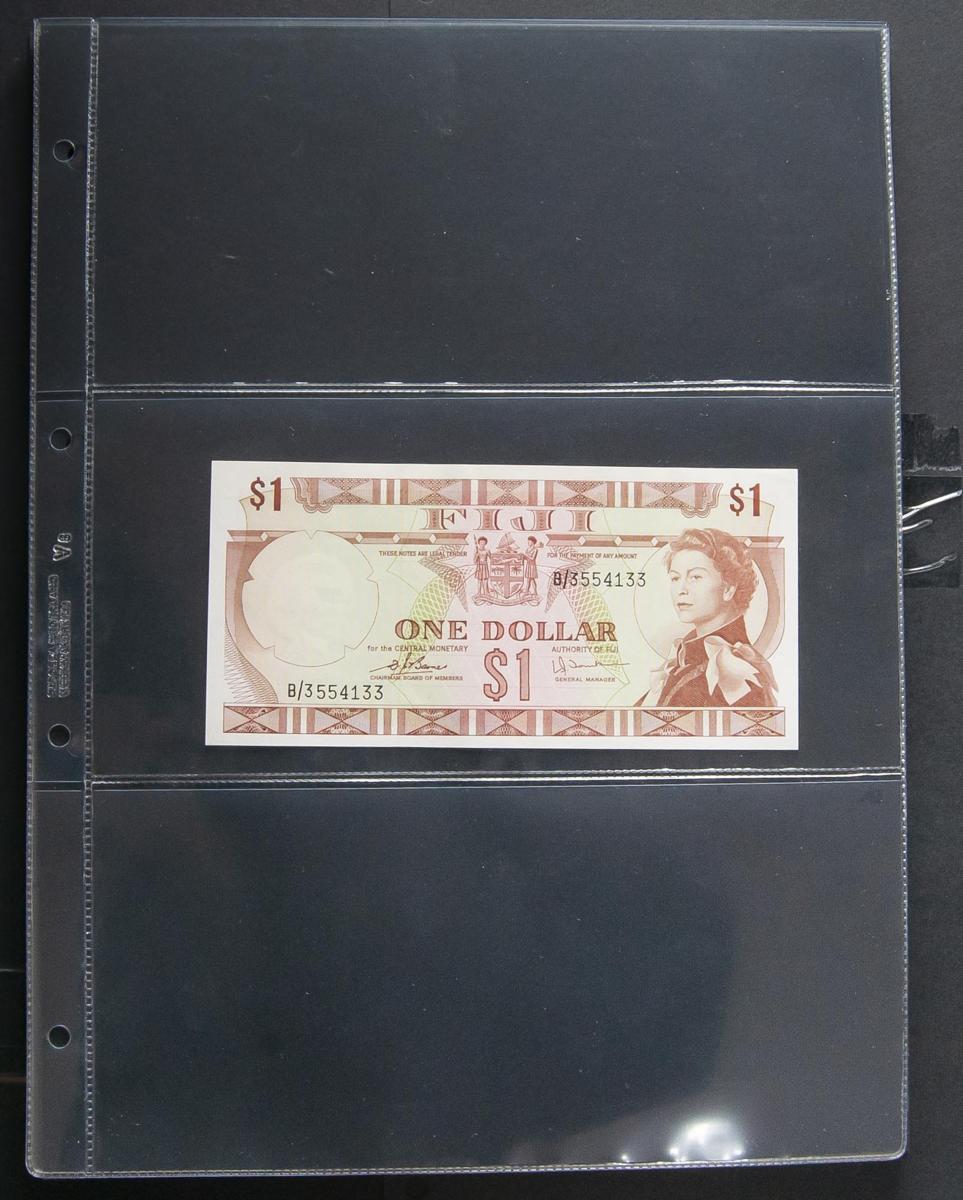 $1 $1
FIJI
THESE NOTES ARE LEGAL TENDER FOR THE PAYMENT OF ANY AMOUNT
B/3554133
ONE DOLLAR
for the CENTRAL MONETARY AUTHORITY OF FIJI
$1
CHAIRMAN, BOARD OF MEMBERS GENERAL MANAGER
B/3554133